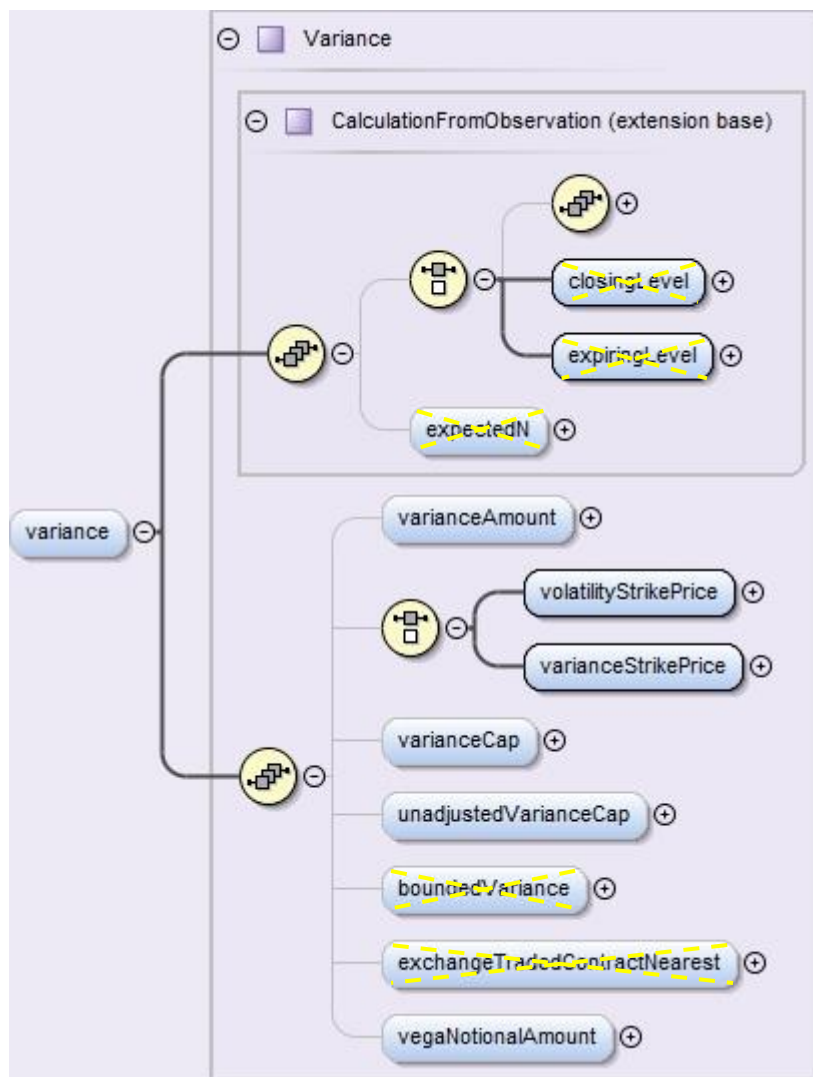 Variance
CalculationFromObservation (extension base)
closingLevel
expiringLevel
expectedN
variance
varianceAmount
volatilityStrikePrice
varianceStrikePrice
varianceCap
unadjustedVarianceCap
boundedVariance
exchangeTradedContractNearest
vegaNotionalAmount